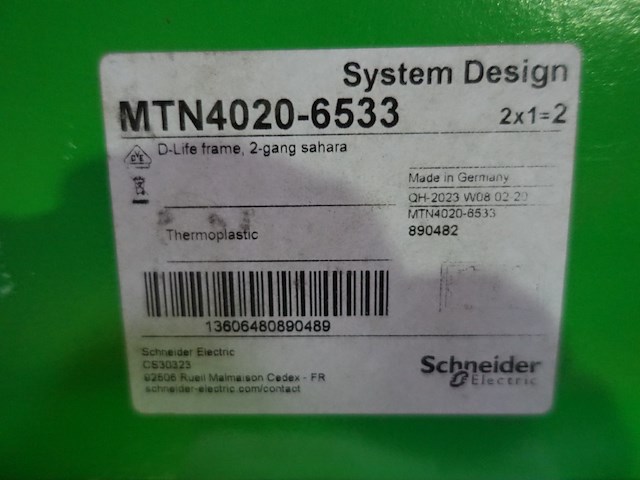 System Design
MTN4020-6533
2x1=2
D-Life frame, 2-gang sahara
Made in Germany
QH-2023 W08 02-20
MTN4020-6533
890482
Thermoplastic
13606480890489
Schneider Electric
CS30323
92506 Rueil Malmaison Cedex - FR
schneider-electric.com/contact
Schneider
Electric